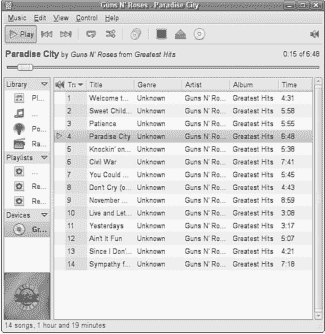 Guns N' Roses - Paradise City
Music Edit View Control Help
Play
Paradise City by Guns N' Roses from Greatest Hits 0:15 of 6:48
Library
Pl...
...
Po...
Ra...
Playlists
...
Re...
Re...
Devices
Gr...
Tra Title Genre Artist Album Time
1 Welcome t... Unknown Guns N' Ro... Greatest Hits 4:31
2 Sweet Child... Unknown Guns N' Ro... Greatest Hits 5:56
3 Patience Unknown Guns N' Ro... Greatest Hits 5:55
4 Paradise City Unknown Guns N' Ro... Greatest Hits 6:48
5 Knockin' on... Unknown Guns N' Ro... Greatest Hits 5:38
6 Civil War Unknown Guns N' Ro... Greatest Hits 7:41
7 You Could ... Unknown Guns N' Ro... Greatest Hits 5:45
8 Don't Cry (o... Unknown Guns N' Ro... Greatest Hits 4:43
9 November ... Unknown Guns N' Ro... Greatest Hits 8:59
10 Live and Let... Unknown Guns N' Ro... Greatest Hits 3:08
11 Yesterdays Unknown Guns N' Ro... Greatest Hits 3:17
12 Ain't It Fun Unknown Guns N' Ro... Greatest Hits 5:07
13 Since I Don'... Unknown Guns N' Ro... Greatest Hits 4:21
14 Sympathy f... Unknown Guns N' Ro... Greatest Hits 7:18
14 songs, 1 hour and 19 minutes